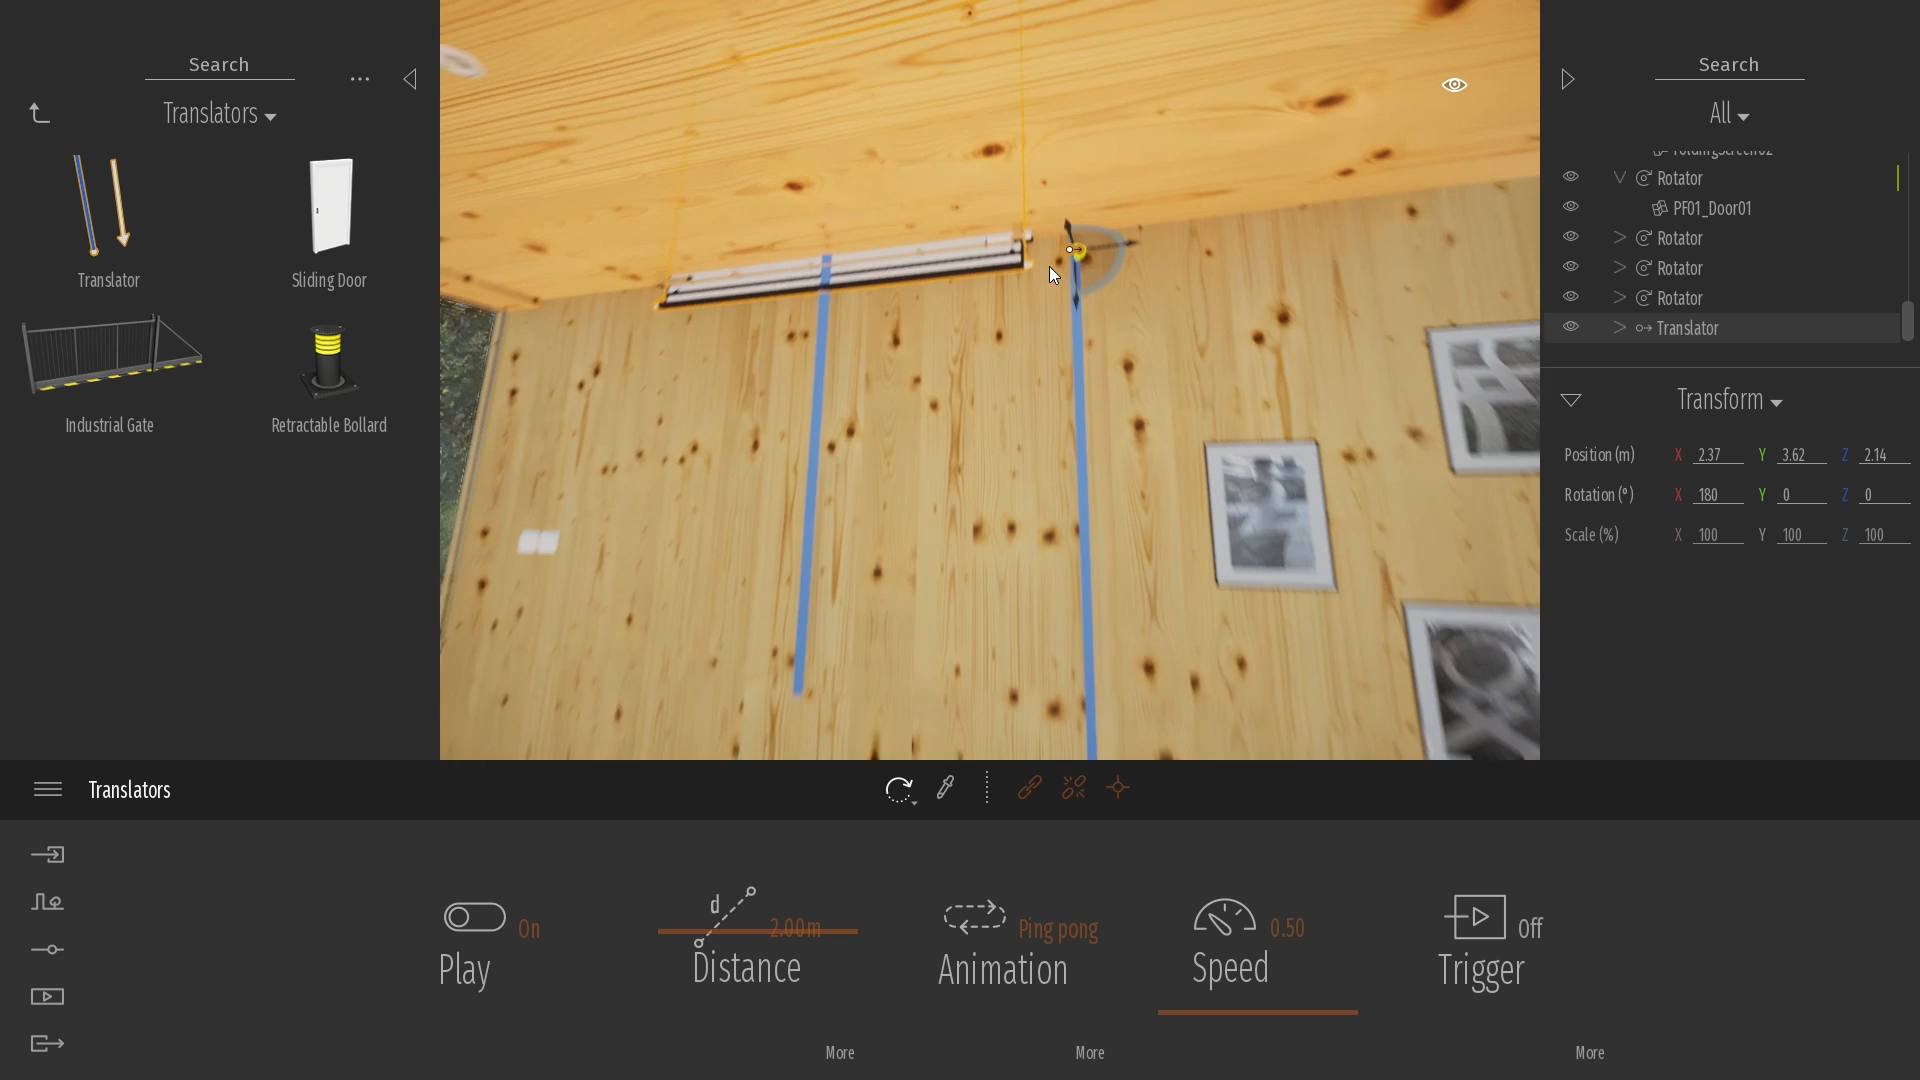 Search
Translators
Translator
Sliding Door
Industrial Gate
Retractable Bollard
Search
All
FoldingScreen02
Rotator
PF01_Door01
Rotator
Rotator
Rotator
Translator
Transform
Position (m) X 2.37 Y 3.62 Z 2.14
Rotation (°) X 180 Y 0 Z 0
Scale (%) X 100 Y 100 Z 100
Translators
On
Play
d
2.00m
Distance
More
Ping pong
Animation
More
0.50
Speed
Off
Trigger
More